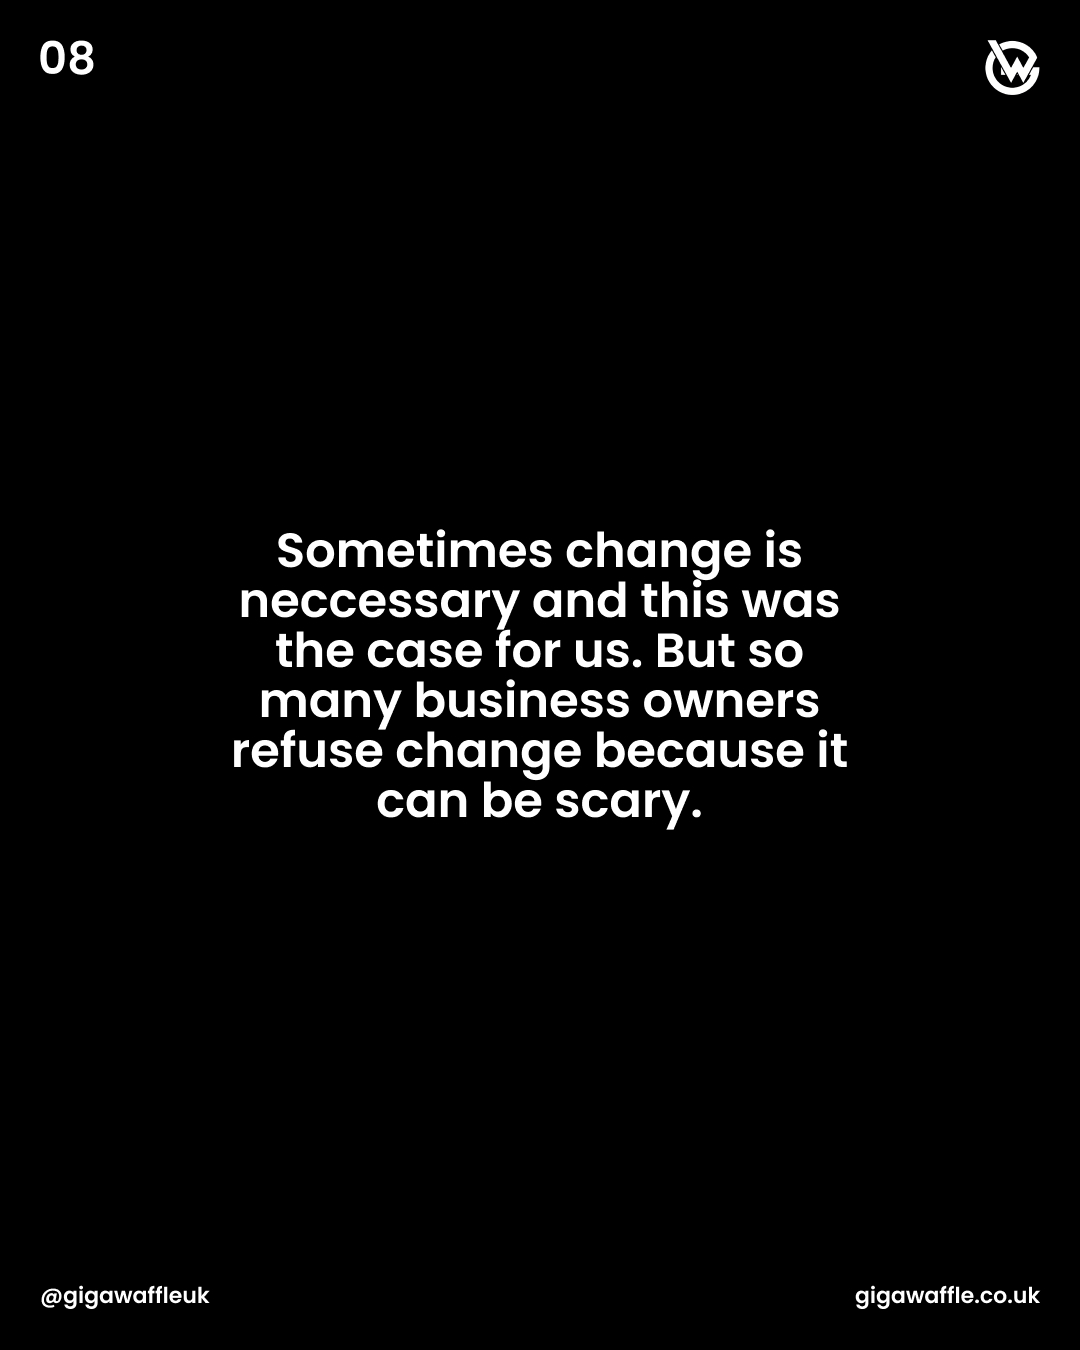 08
Sometimes change is
neccessary and this was
the case for us. But so
many business owners
refuse change because it
can be scary.
@gigawaffleuk
gigawaffle.co.uk